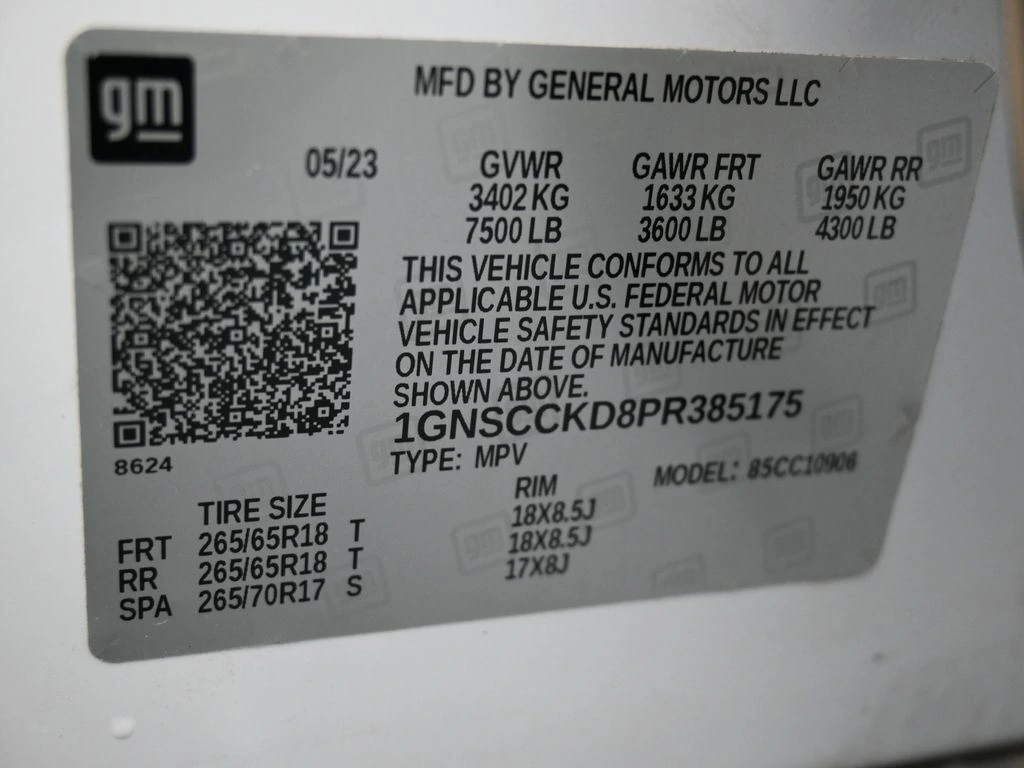 gm
MFD BY GENERAL MOTORS LLC
05/23 GVWR GAWR FRT GAWR RR
3402 KG 1633 KG 1950 KG
7500 LB 3600 LB 4300 LB
THIS VEHICLE CONFORMS TO ALL
APPLICABLE U.S. FEDERAL MOTOR
VEHICLE SAFETY STANDARDS IN EFFECT
ON THE DATE OF MANUFACTURE
SHOWN ABOVE.
1GNSCCKD8PR385175
8624
TYPE: MPV MODEL: 85CC10906
TIRE SIZE RIM
FRT 265/65R18 T 18X8.5J
RR 265/65R18 T 18X8.5J
SPA 265/70R17 S 17X8J